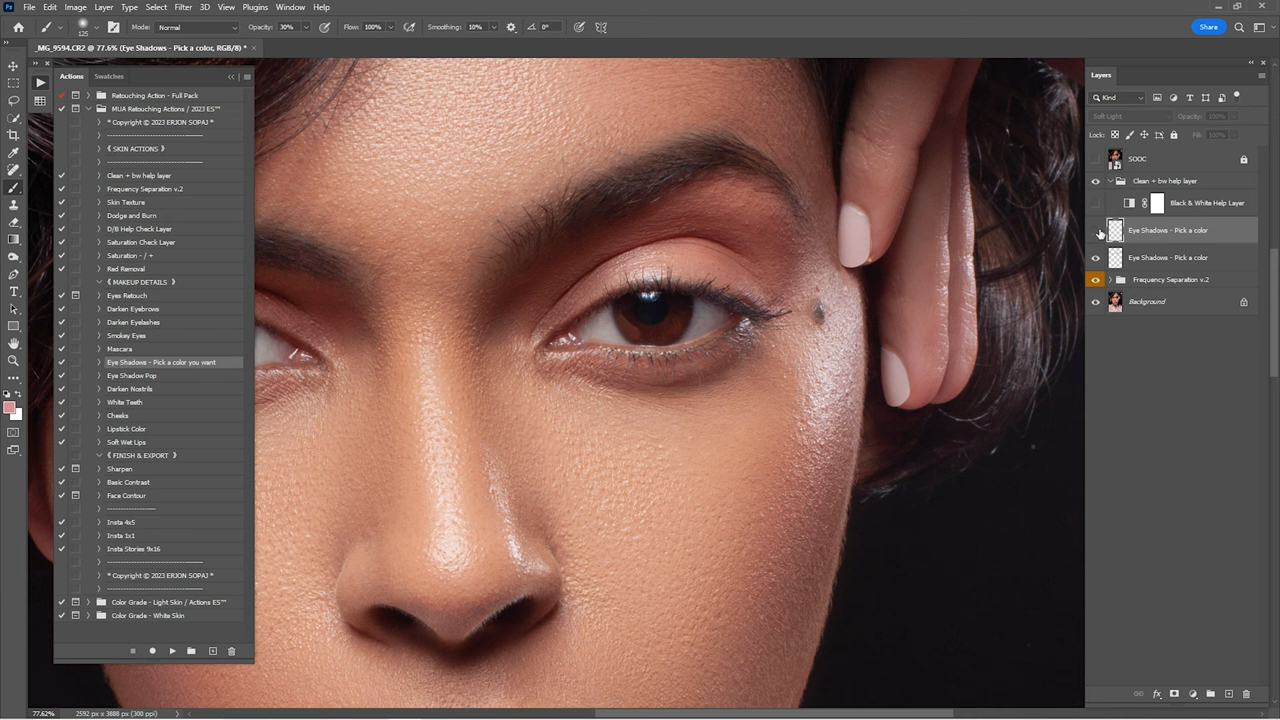 Ps File Edit Image Layer Type Select Filter 3D View Plugins Window Help
125 Mode: Normal Opacity: 30% Flow: 100% Smoothing: 10% 0° Share
_MG_9594.CR2 @ 77.6% (Eye Shadows - Pick a color, RGB/8) * ×
Actions Swatches
Retouching Action - Full Pack
MUA Retouching Actions / 2023 ES™
* Copyright © 2023 ERJON SOPAJ *
----------------------------------
《 SKIN ACTIONS 》
----------------------------------
Clean + bw help layer
Frequency Separation v.2
Skin Texture
Dodge and Burn
D/B Help Check Layer
Saturation Check Layer
Saturation - / +
Red Removal
《 MAKEUP DETAILS 》
Eyes Retouch
Darken Eyebrows
Darken Eyelashes
Smokey Eyes
Mascara
Eye Shadows - Pick a color you want
Eye Shadow Pop
Darken Nostrils
White Teeth
Cheeks
Lipstick Color
Soft Wet Lips
《 FINISH & EXPORT 》
Sharpen
Basic Contrast
Face Contour
-----------------
Insta 4x5
Insta 1x1
Insta Stories 9x16
----------------------------------
* Copyright © 2023 ERJON SOPAJ *
----------------------------------
Color Grade - Light Skin / Actions ES™
Color Grade - White Skin
Layers
Kind
Soft Light Opacity: 100%
Lock: Fill: 100%
SOOC
Clean + bw help layer
Black & White Help Layer
Eye Shadows - Pick a color
Eye Shadows - Pick a color
Frequency Separation v.2
Background
77.62% 2592 px x 3888 px (300 ppi)